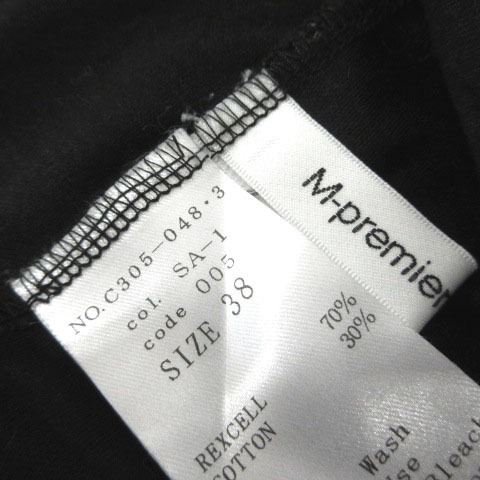 M-premier
NO.C305-048·3
col. SA-1
code 005
SIZE 38
REXCELL 70%
COTTON 30%
Wash